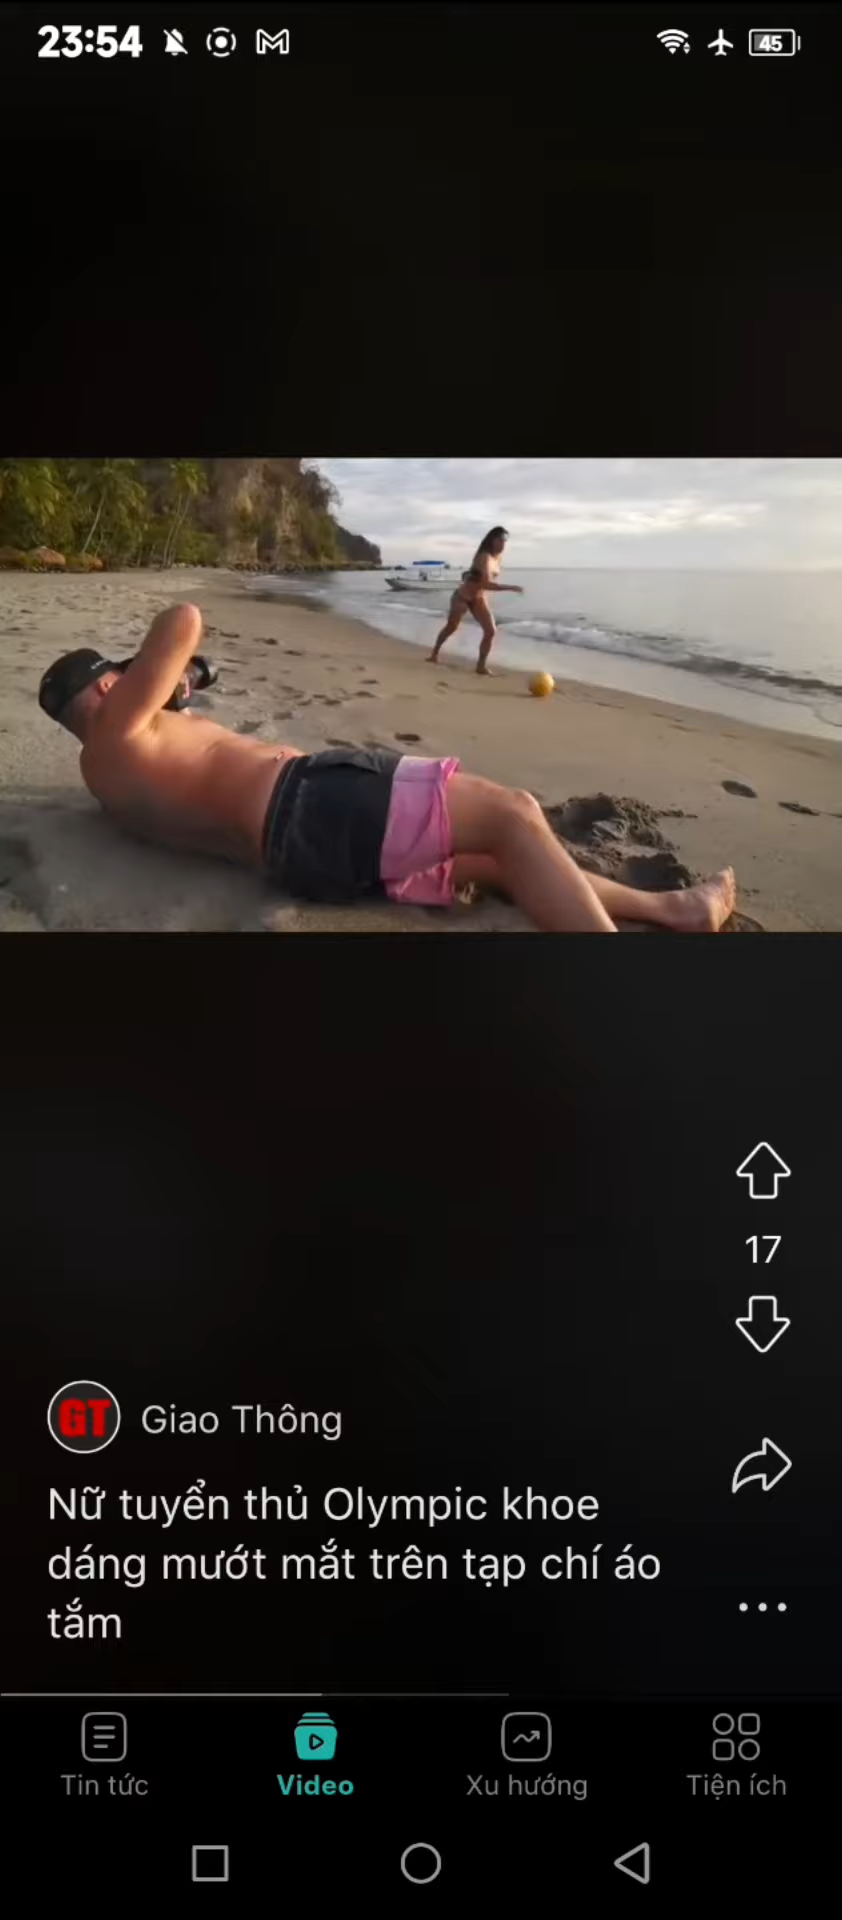 23:54
45
17
GT Giao Thông
Nữ tuyển thủ Olympic khoe
dáng mướt mắt trên tạp chí áo
tắm
Tin tức Video Xu hướng Tiện ích